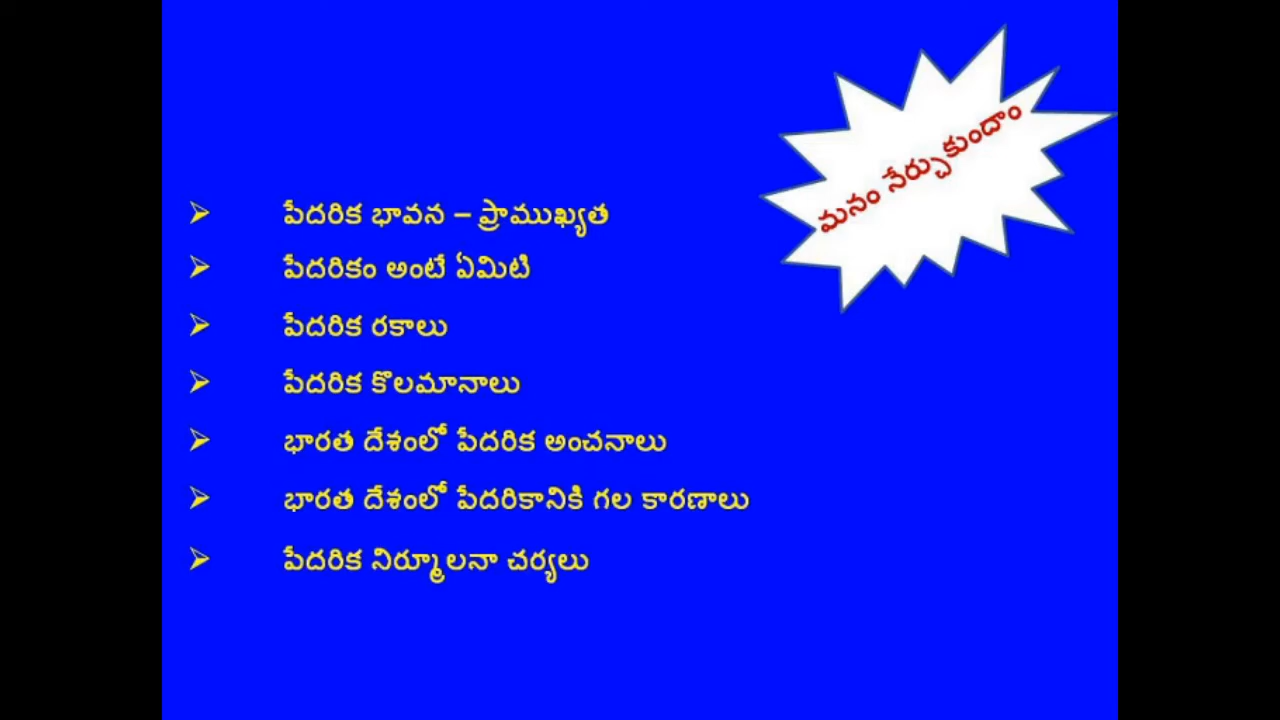 మనం నేర్చుకుందాం
పేదరిక భావన – ప్రాముఖ్యత
పేదరికం అంటే ఏమిటి
పేదరిక రకాలు
పేదరిక కొలమానాలు
భారత దేశంలో పేదరిక అంచనాలు
భారత దేశంలో పేదరికానికి గల కారణాలు
పేదరిక నిర్మూలనా చర్యలు